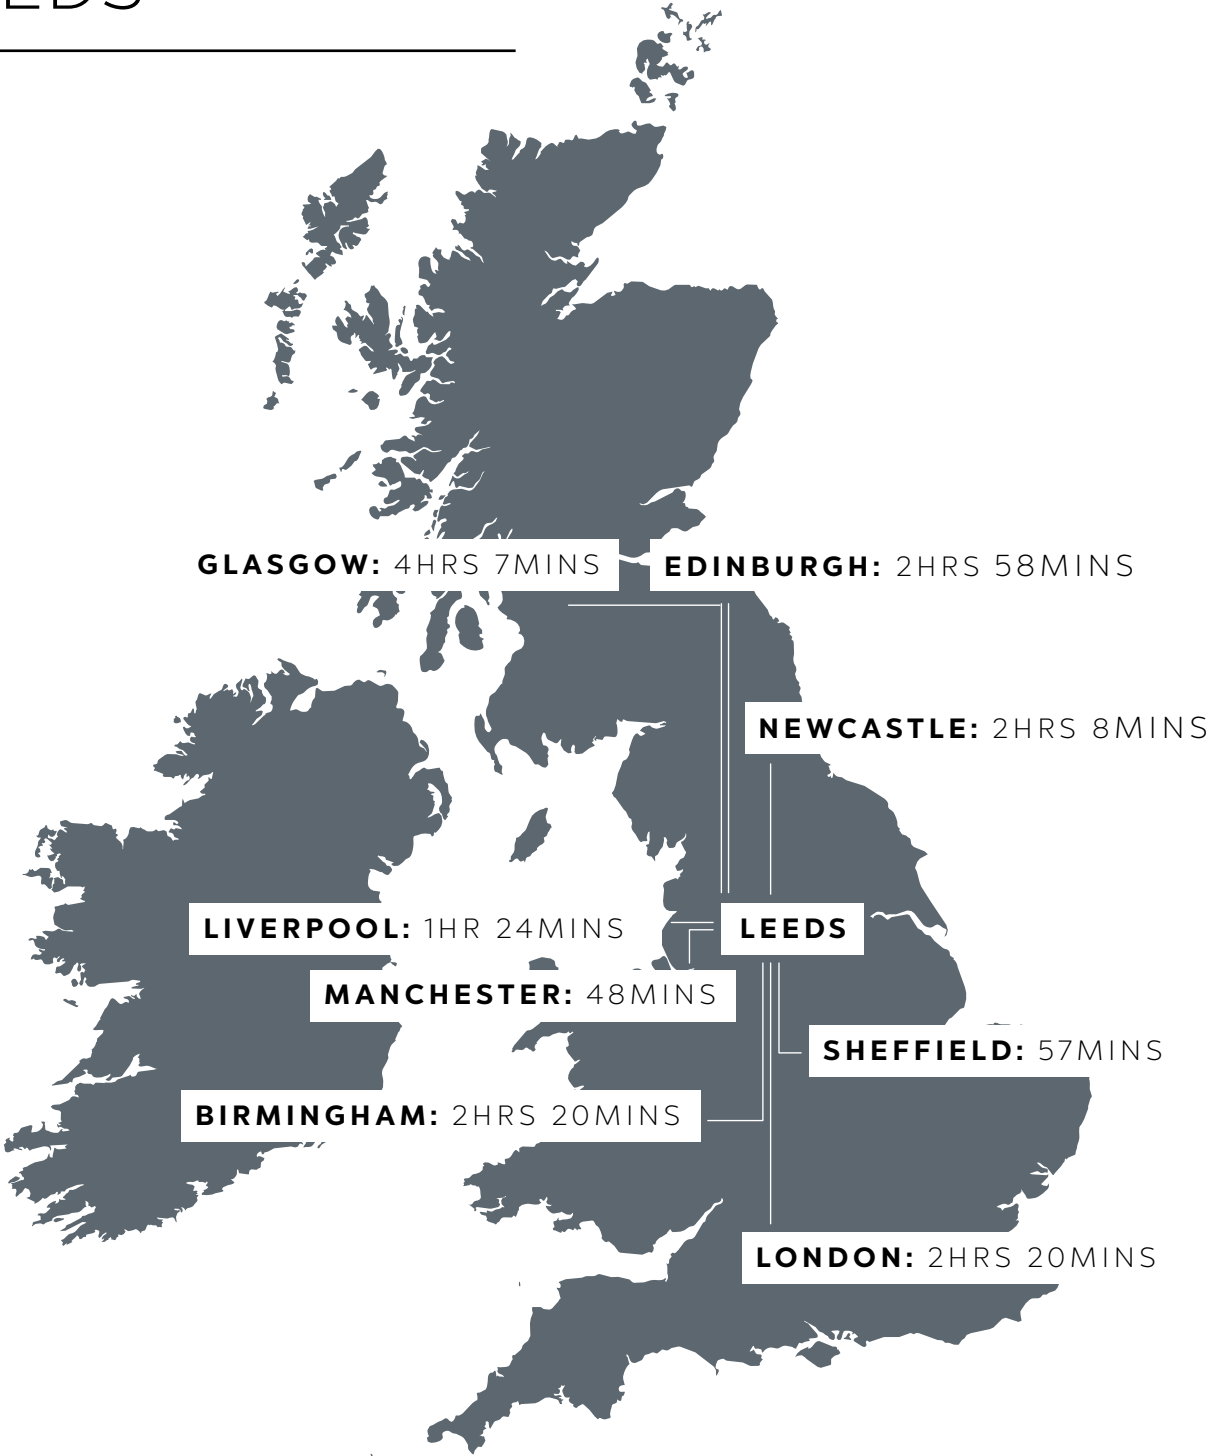 EDS
GLASGOW: 4HRS 7MINS
EDINBURGH: 2HRS 58MINS
NEWCASTLE: 2HRS 8MINS
LIVERPOOL: 1HR 24MINS
LEEDS
MANCHESTER: 48MINS
SHEFFIELD: 57MINS
BIRMINGHAM: 2HRS 20MINS
LONDON: 2HRS 20MINS